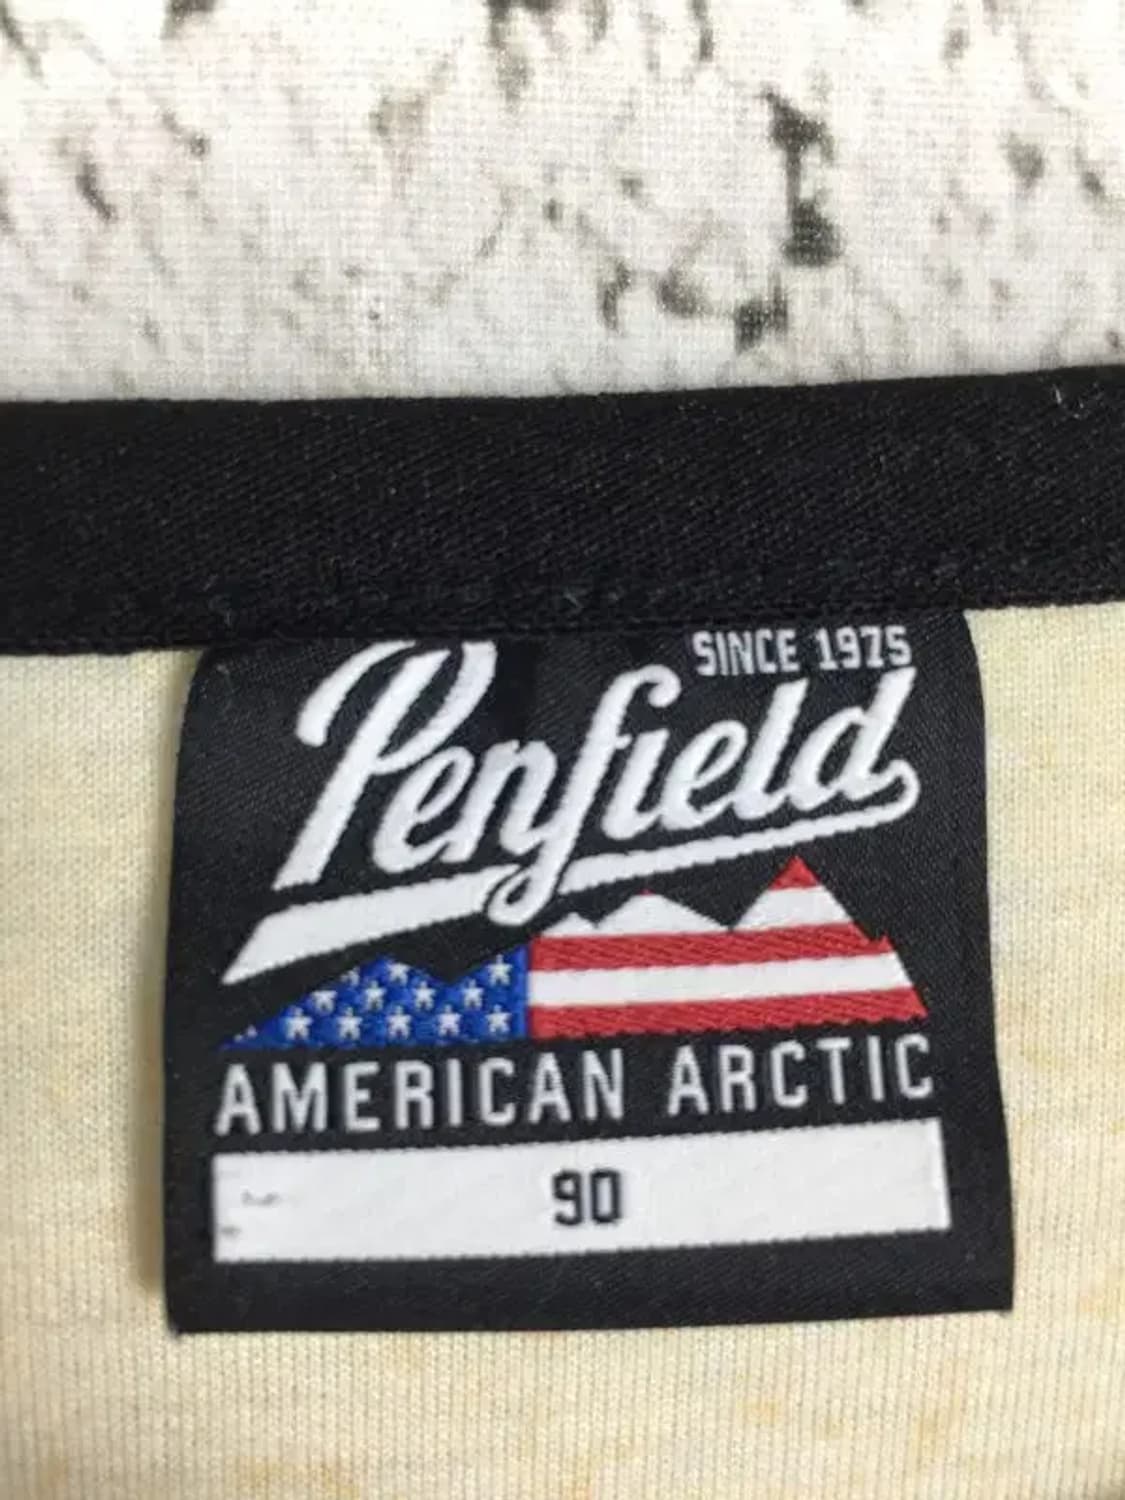 SINCE 1975
Penfield
AMERICAN ARCTIC
90